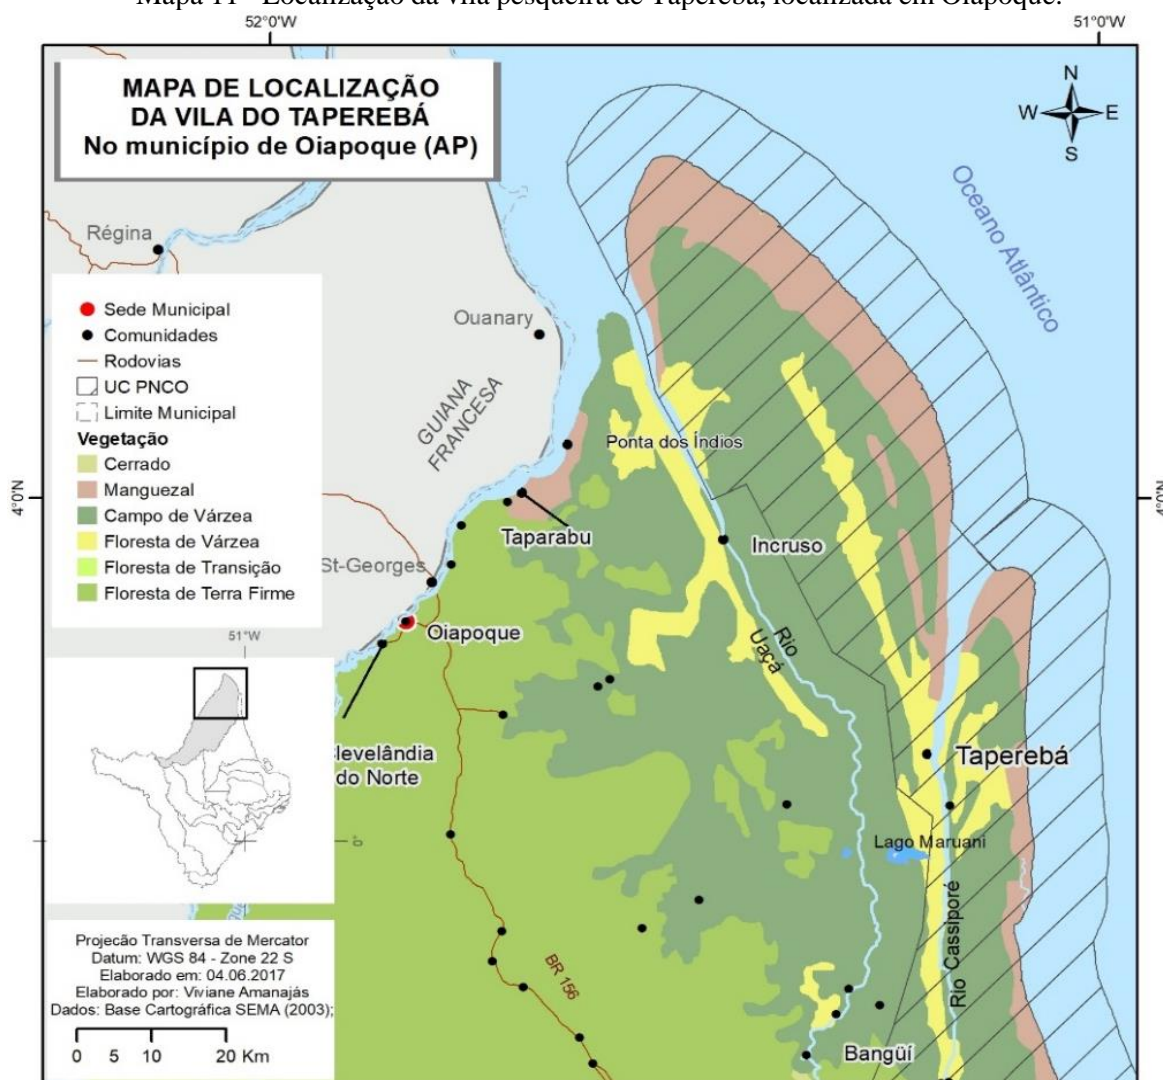 Mapa 11 - Localização da vila pesqueira de Taperebá, localizada em Oiapoque.
52°0'W
51°0'W
MAPA DE LOCALIZAÇÃO
DA VILA DO TAPEREBÁ
No município de Oiapoque (AP)
N
W
E
S
Oceano Atlântico
Régina
Ouanary
GUIANA
FRANCESA
Sede Municipal
Comunidades
Rodovias
UC PNCO
Limite Municipal
Vegetação
Cerrado
Manguezal
Campo de Várzea
Floresta de Várzea
Floresta de Transição
Floresta de Terra Firme
4°0'N
4°0'N
Ponta dos Índios
Taparabu
Incruso
St-Georges
Oiapoque
Rio
Uaçá
51°W
0°
levelândia
do Norte
Taperebá
Lago Maruani
Rio Cassiporé
BR 156
Bangüí
Projecão Transversa de Mercator
Datum: WGS 84 - Zone 22 S
Elaborado em: 04.06.2017
Elaborado por: Viviane Amanajás
Dados: Base Cartográfica SEMA (2003);
0 5 10 20 Km